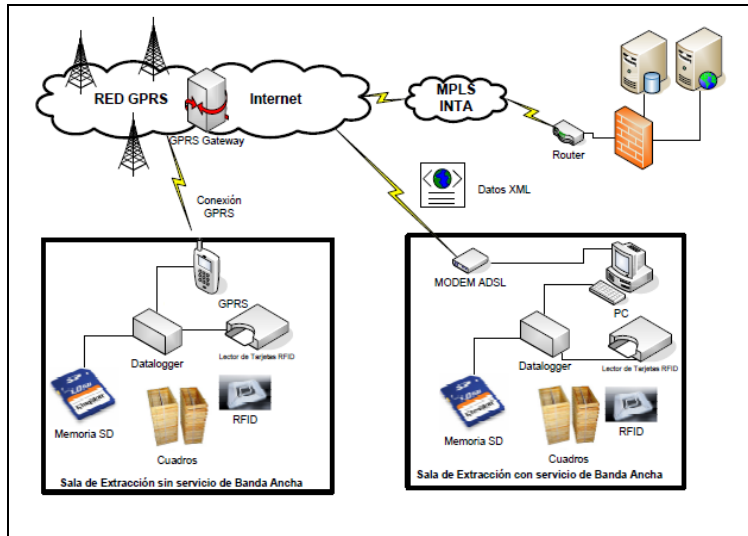 RED GPRS
Internet
GPRS Gateway
MPLS
INTA
Router
Conexión
GPRS
Datos XML
GPRS
Datalogger
Lector de Tarjetas RFID
Memoria SD
RFID
Cuadros
Sala de Extracción sin servicio de Banda Ancha
MODEM ADSL
PC
Datalogger
Lector de Tarjetas RFID
Memoria SD
RFID
Cuadros
Sala de Extracción con servicio de Banda Ancha